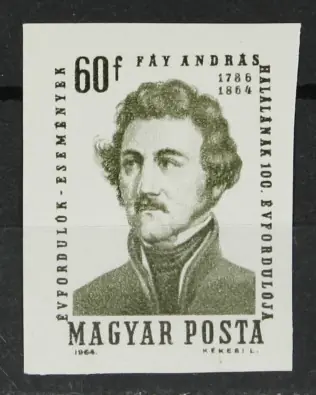 60f FÁY ANDRÁS
1786
1864
ÉVFORDULÓK - ESEMÉNYEK
HALÁLÁNAK 100. ÉVFORDULÓJA
MAGYAR POSTA
1964. KÉKESI L.